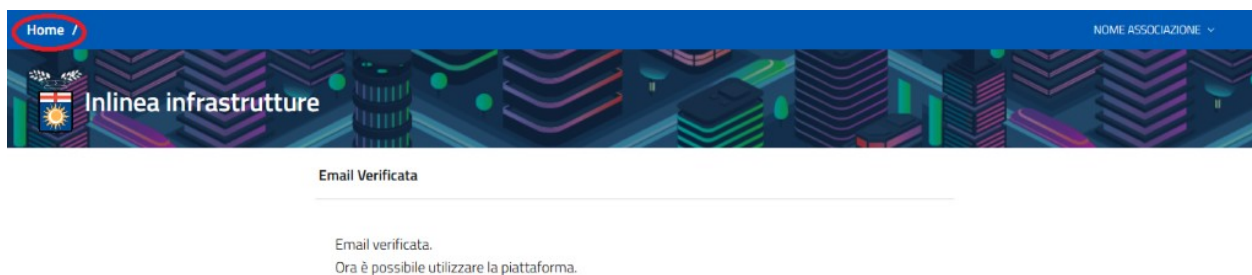 Home /
NOME ASSOCIAZIONE
Inlinea infrastrutture
Email Verificata
Email verificata.
Ora è possibile utilizzare la piattaforma.